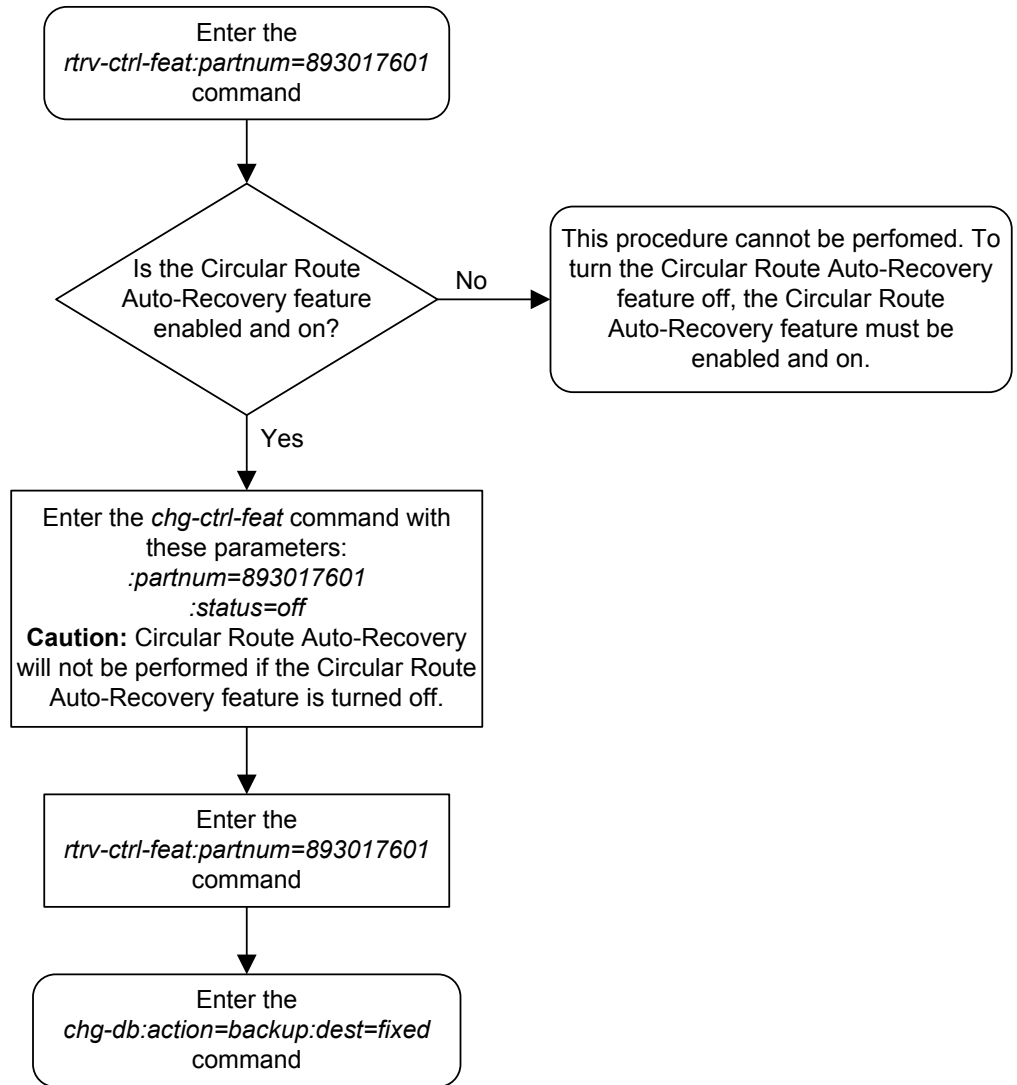 Enter the
rtrv-ctrl-feat:partnum=893017601
command
Is the Circular Route
Auto-Recovery feature
enabled and on?
No
This procedure cannot be perfomed. To
turn the Circular Route Auto-Recovery
feature off, the Circular Route
Auto-Recovery feature must be
enabled and on.
Yes
Enter the chg-ctrl-feat command with
these parameters:
:partnum=893017601
:status=off
Caution: Circular Route Auto-Recovery
will not be performed if the Circular Route
Auto-Recovery feature is turned off.
Enter the
rtrv-ctrl-feat:partnum=893017601
command
Enter the
chg-db:action=backup:dest=fixed
command